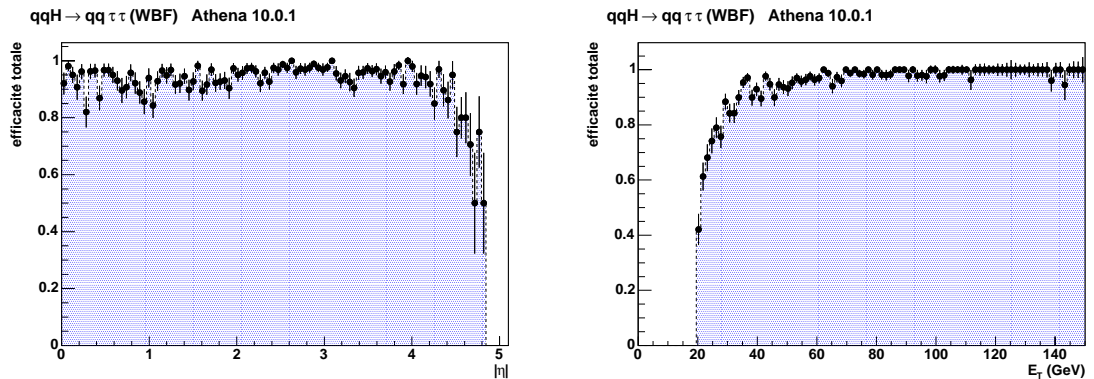 qqH → qq τ τ (WBF) Athena 10.0.1
efficacité totale
1
0.8
0.6
0.4
0.2
0
0 1 2 3 4 5
|η|
qqH → qq τ τ (WBF) Athena 10.0.1
efficacité totale
1
0.8
0.6
0.4
0.2
0
0 20 40 60 80 100 120 140
E_T (GeV)